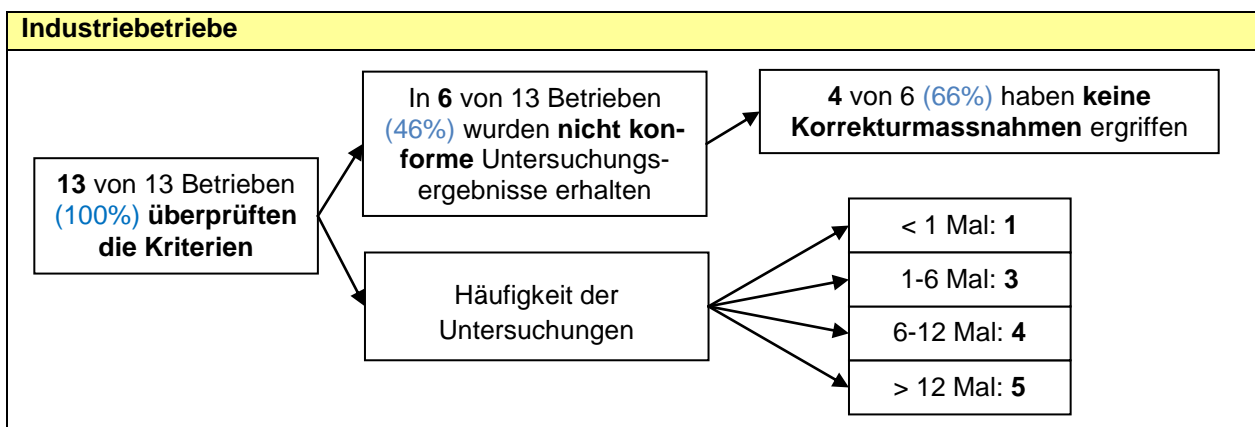 Industriebetriebe
13 von 13 Betrieben
(100%) überprüften
die Kriterien
In 6 von 13 Betrieben
(46%) wurden nicht kon-
forme Untersuchungs-
ergebnisse erhalten
4 von 6 (66%) haben keine
Korrekturmassnahmen ergriffen
Häufigkeit der
Untersuchungen
< 1 Mal: 1
1-6 Mal: 3
6-12 Mal: 4
> 12 Mal: 5